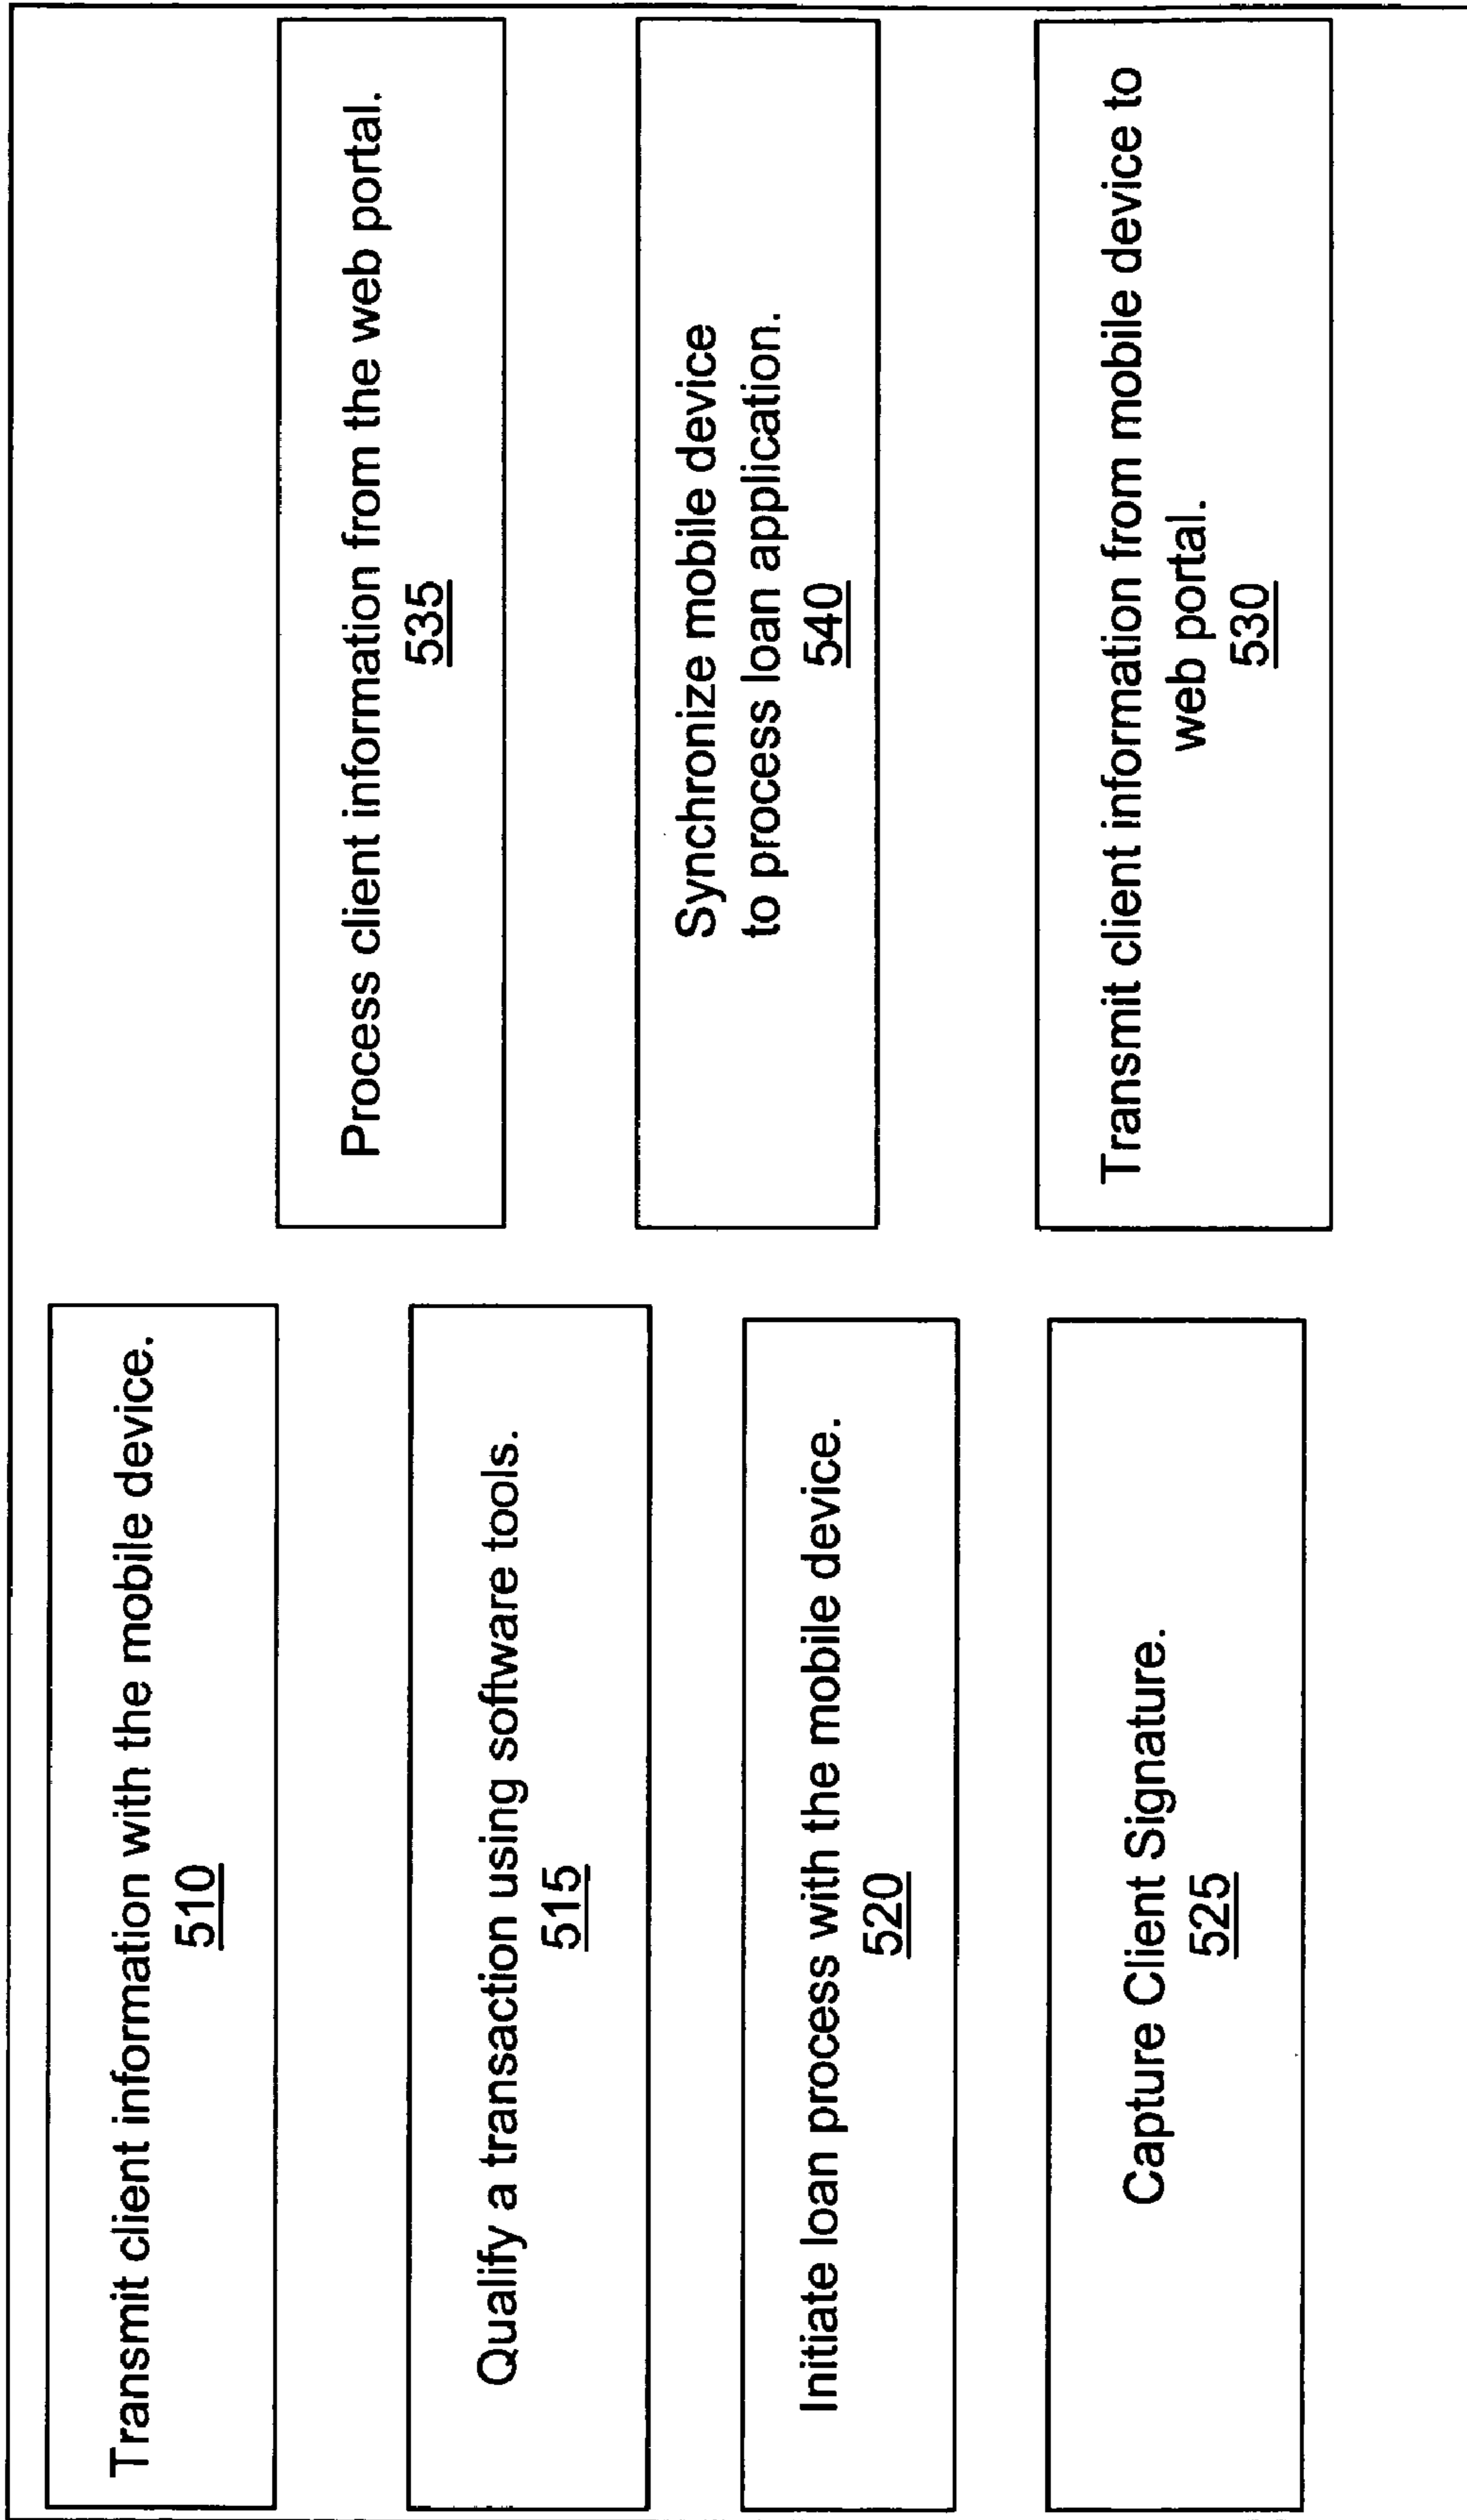 Transmit client information with the mobile device.
510
Qualify a transaction using software tools.
515
Initiate loan process with the mobile device.
520
Capture Client Signature.
525
Process client information from the web portal.
535
Synchronize mobile device
to process loan application.
540
Transmit client information from mobile device to
web portal.
530